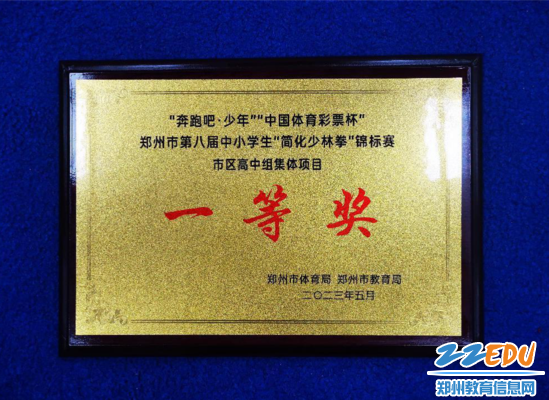 "奔跑吧·少年""中国体育彩票杯"
郑州市第八届中小学生"简化少林拳"锦标赛
市区高中组集体项目
一等奖
郑州市体育局 郑州市教育局
二〇二三年五月
ZZEDU
郑州教育信息网